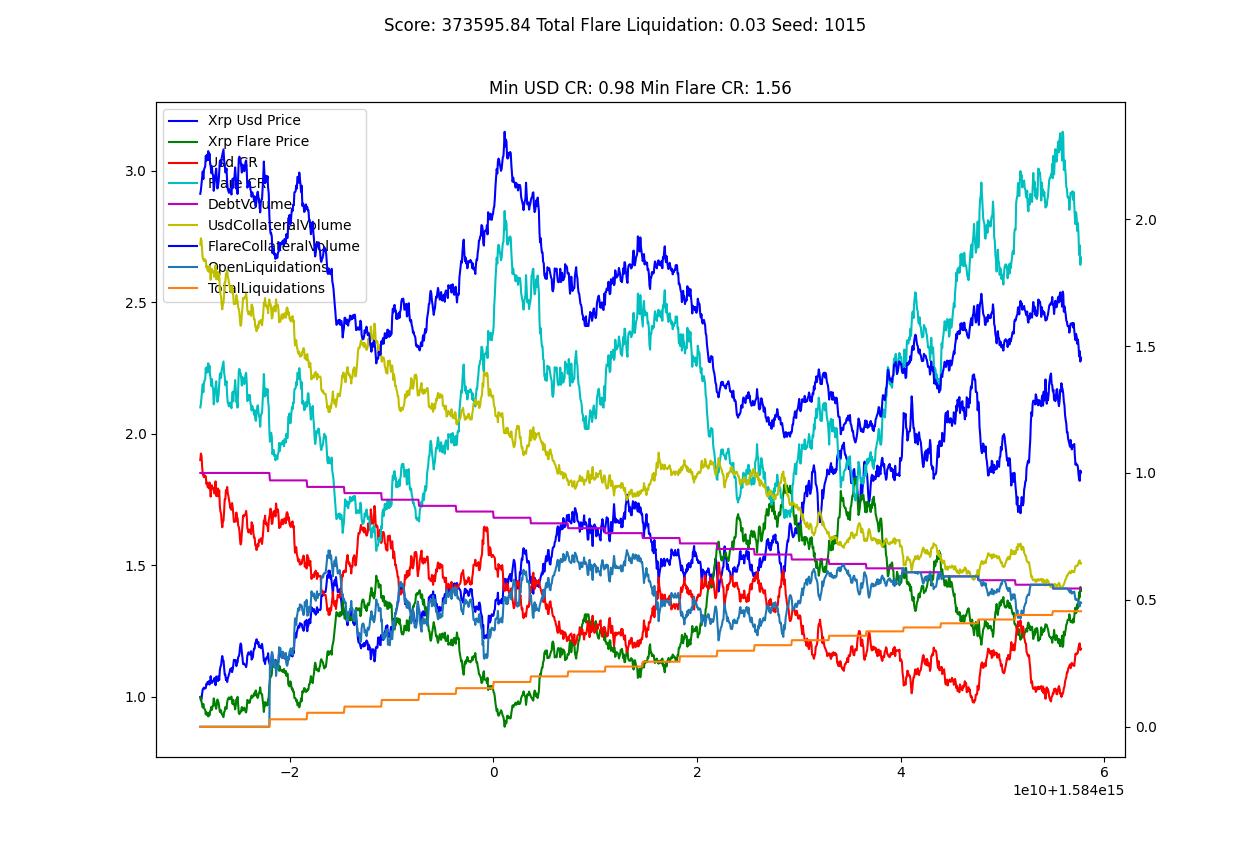 Score: 373595.84 Total Flare Liquidation: 0.03 Seed: 1015
Min USD CR: 0.98 Min Flare CR: 1.56
Xrp Usd Price
Xrp Flare Price
Usd CR
Flare CR
DebtVolume
UsdCollateralVolume
FlareCollateralVolume
OpenLiquidations
TotalLiquidations
3.0
2.5
2.0
1.5
1.0
2.0
1.5
1.0
0.5
0.0
−2
0
2
4
6
1e10+1.584e15